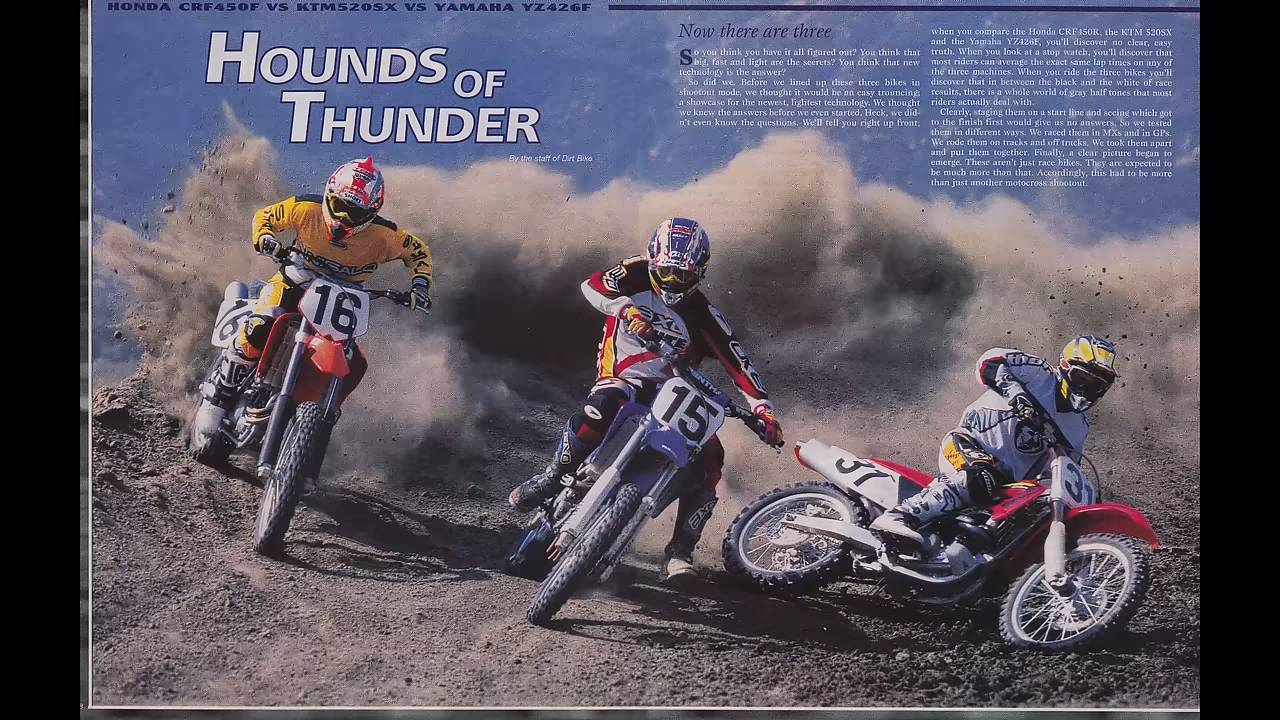 HONDA CRF450F VS KTM520SX VS YAMAHA YZ426F
HOUNDS
OF
THUNDER
By the staff of Dirt Bike
Now there are three
So you think you have it all figured out? You think that
big, fast and light are the secrets? You think that new
technology is the answer?
So did we. Before we lined up these three bikes in
shootout mode, we thought it would be an easy trouncing;
a showcase for the newest, lightest technology. We thought
we knew the answers before we even started. Heck, we did-
n't even know the questions. We'll tell you right up front;
when you compare the Honda CRF450R, the KTM 520SX
and the Yamaha YZ426F, you'll discover no clear, easy
truth. When you look at a stop watch, you'll discover that
most riders can average the exact same lap times on any of
the three machines. When you ride the three bikes you'll
discover that in between the black and the white of race
results, there is a whole world of gray half tones that most
riders actually deal with.
Clearly, staging them on a start line and seeing which got
to the finish first would give us no answers. So we tested
them in different ways. We raced them in MXs and in GPs.
We rode them on tracks and off tracks. We took them apart
and put them together. Finally, a clear picture began to
emerge. These aren't just race bikes. They are expected to
be much more than that. Accordingly, this had to be more
than just another motocross shootout.
16
16
15
31
31